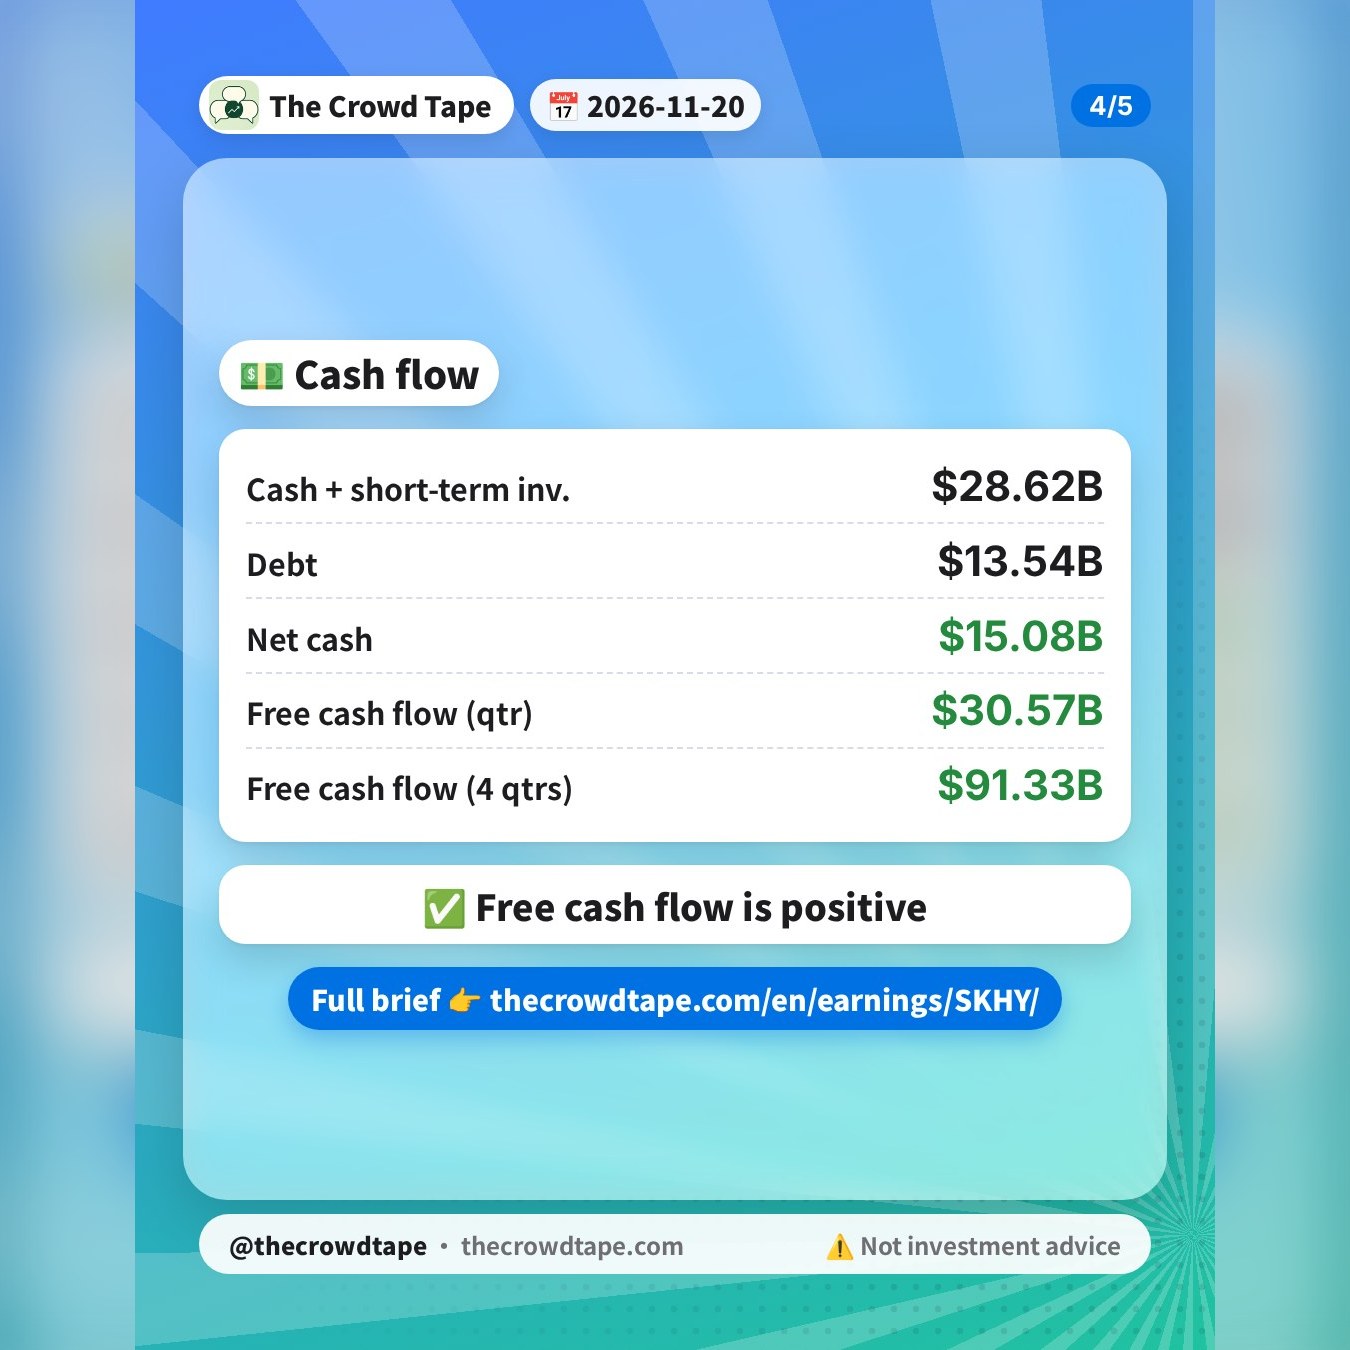 The Crowd Tape
2026-11-20
4/5
Cash flow
Cash + short-term inv. $28.62B
Debt $13.54B
Net cash $15.08B
Free cash flow (qtr) $30.57B
Free cash flow (4 qtrs) $91.33B
✅ Free cash flow is positive
Full brief 👉 thecrowdtape.com/en/earnings/SKHY/
@thecrowdtape • thecrowdtape.com
⚠️ Not investment advice